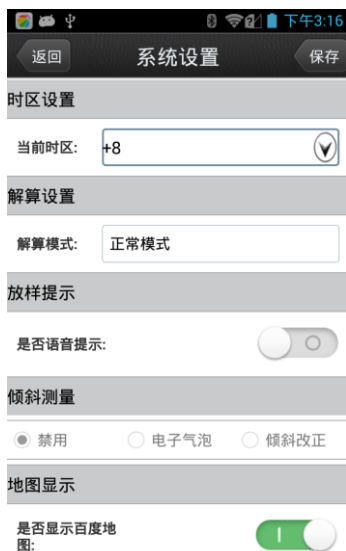 下午3:16
返回 系统设置 保存
时区设置
当前时区: +8
解算设置
解算模式: 正常模式
放样提示
是否语音提示:
倾斜测量
禁用 电子气泡 倾斜改正
地图显示
是否显示百度地
图: